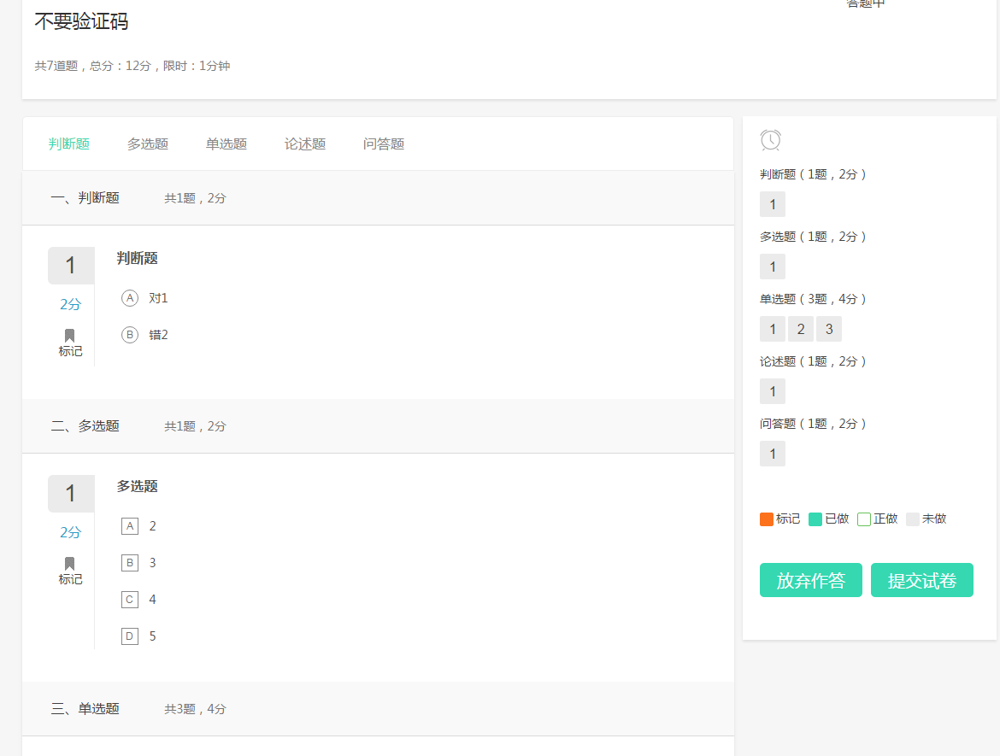 答题中
不要验证码
共7道题，总分：12分，限时：1分钟
判断题 多选题 单选题 论述题 问答题
一、判断题 共1题，2分
1 判断题
2分
A 对1
B 错2
标记
二、多选题 共1题，2分
1 多选题
2分
A 2
B 3
标记
C 4
D 5
三、单选题 共3题，4分
判断题（1题，2分）
1
多选题（1题，2分）
1
单选题（3题，4分）
1 2 3
论述题（1题，2分）
1
问答题（1题，2分）
1
标记 已做 正做 未做
放弃作答 提交试卷